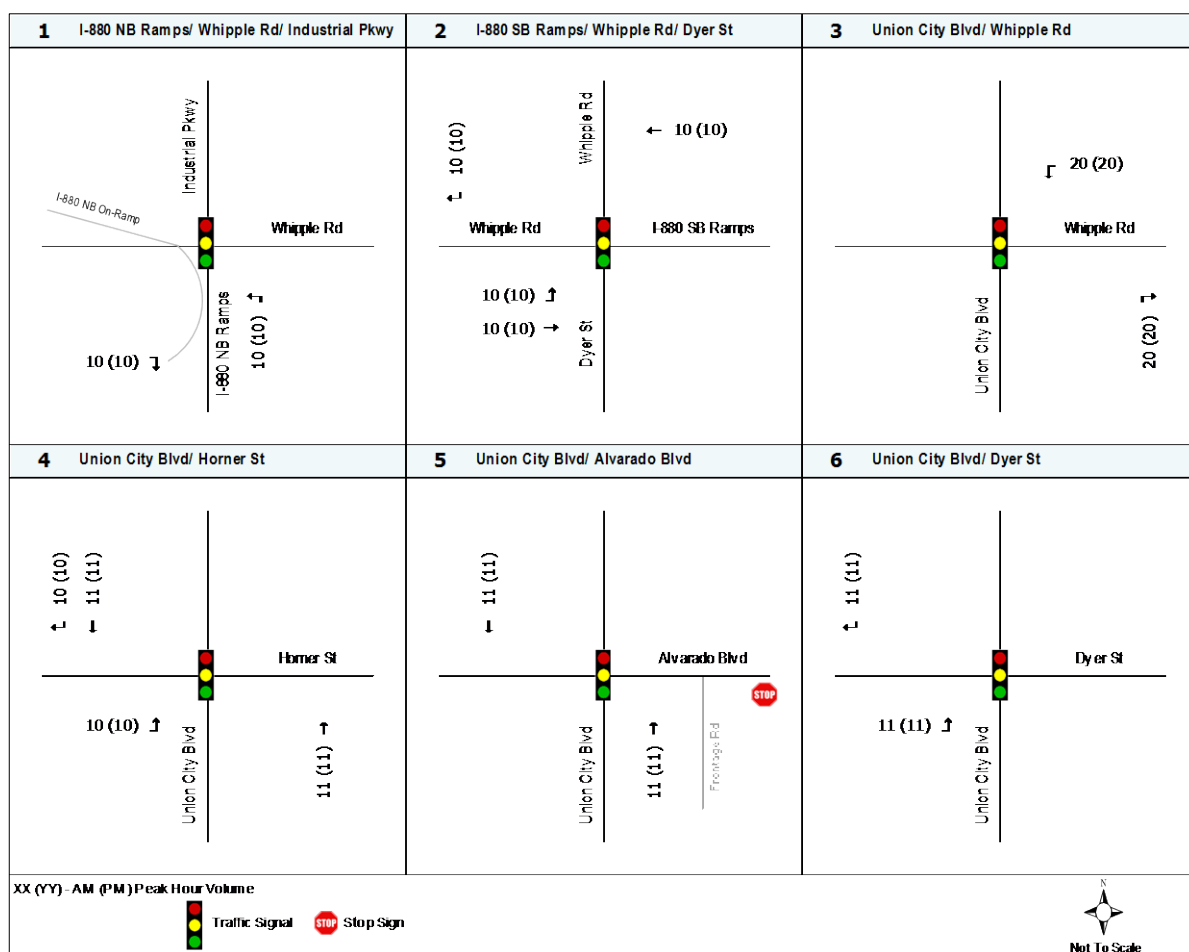 1 I-880 NB Ramps/ Whipple Rd/ Industrial Pkwy
Industrial Pkwy
I-880 NB On-Ramp
Whipple Rd
I-880 NB Ramps
10 (10)
10 (10)
2 I-880 SB Ramps/ Whipple Rd/ Dyer St
10 (10)
Whipple Rd
10 (10)
Whipple Rd
I-880 SB Ramps
10 (10)
10 (10)
Dyer St
3 Union City Blvd/ Whipple Rd
20 (20)
Whipple Rd
Union City Blvd
20 (20)
4 Union City Blvd/ Horner St
10 (10)
11 (11)
Horner St
10 (10)
Union City Blvd
11 (11)
5 Union City Blvd/ Alvarado Blvd
11 (11)
Alvarado Blvd
STOP
Union City Blvd
11 (11)
Frontage Rd
6 Union City Blvd/ Dyer St
11 (11)
Dyer St
11 (11)
Union City Blvd
XX (YY) - AM (PM) Peak Hour Volume
Traffic Signal
STOP Stop Sign
N
Not To Scale